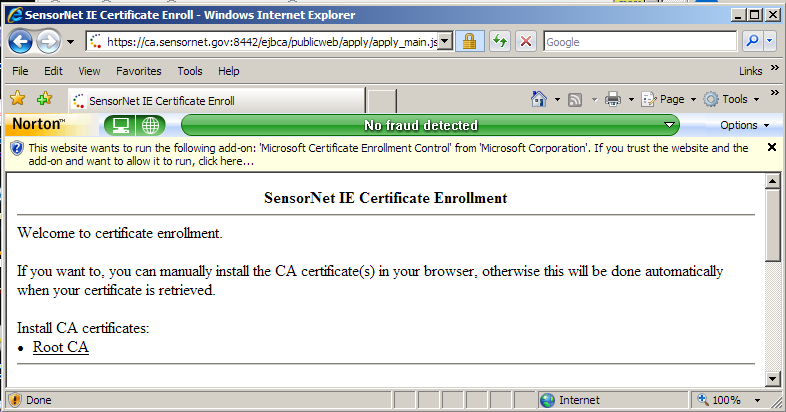 SensorNet IE Certificate Enroll - Windows Internet Explorer
https://ca.sensornet.gov:8442/ejbca/publicweb/apply/apply_main.js
Google
File Edit View Favorites Tools Help Links »
SensorNet IE Certificate Enroll Page Tools »
Norton™ No fraud detected Options
This website wants to run the following add-on: 'Microsoft Certificate Enrollment Control' from 'Microsoft Corporation'. If you trust the website and the
add-on and want to allow it to run, click here...
SensorNet IE Certificate Enrollment
Welcome to certificate enrollment.
If you want to, you can manually install the CA certificate(s) in your browser, otherwise this will be done automatically
when your certificate is retrieved.
Install CA certificates:
• Root CA
Done Internet 100%